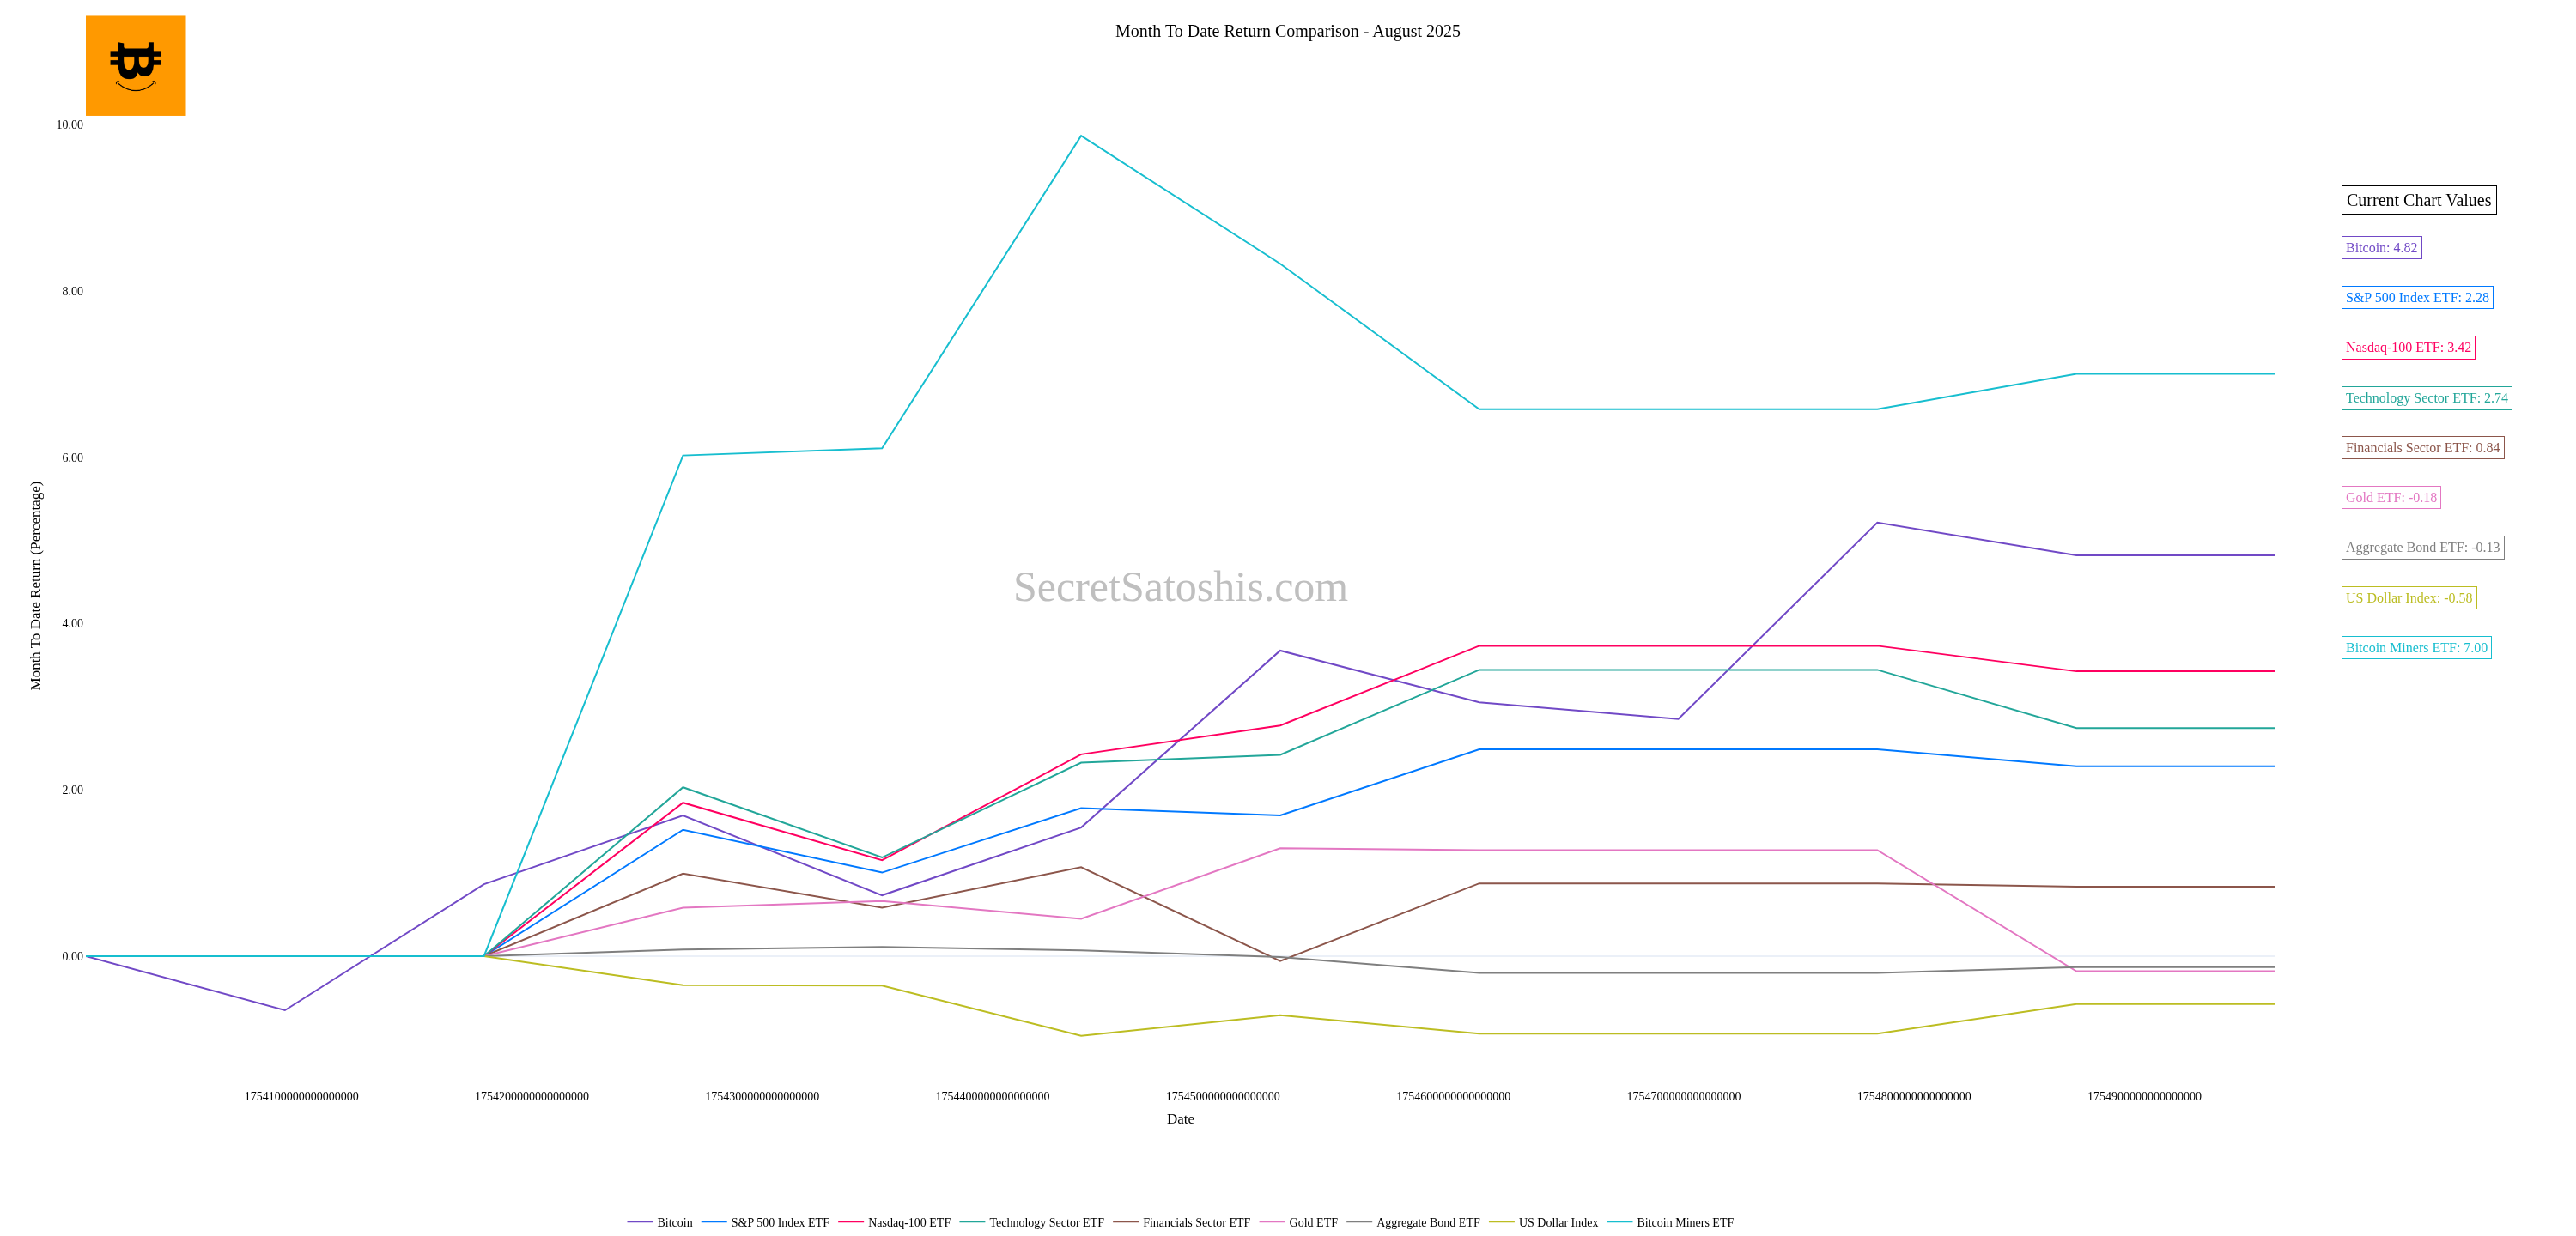 Month To Date Return Comparison - August 2025
10.00
8.00
6.00
4.00
2.00
0.00
Month To Date Return (Percentage)
SecretSatoshis.com
Current Chart Values
Bitcoin: 4.82
S&P 500 Index ETF: 2.28
Nasdaq-100 ETF: 3.42
Technology Sector ETF: 2.74
Financials Sector ETF: 0.84
Gold ETF: -0.18
Aggregate Bond ETF: -0.13
US Dollar Index: -0.58
Bitcoin Miners ETF: 7.00
1754100000000000000 1754200000000000000 1754300000000000000 1754400000000000000 1754500000000000000 1754600000000000000 1754700000000000000 1754800000000000000 1754900000000000000
Date
Bitcoin S&P 500 Index ETF Nasdaq-100 ETF Technology Sector ETF Financials Sector ETF Gold ETF Aggregate Bond ETF US Dollar Index Bitcoin Miners ETF